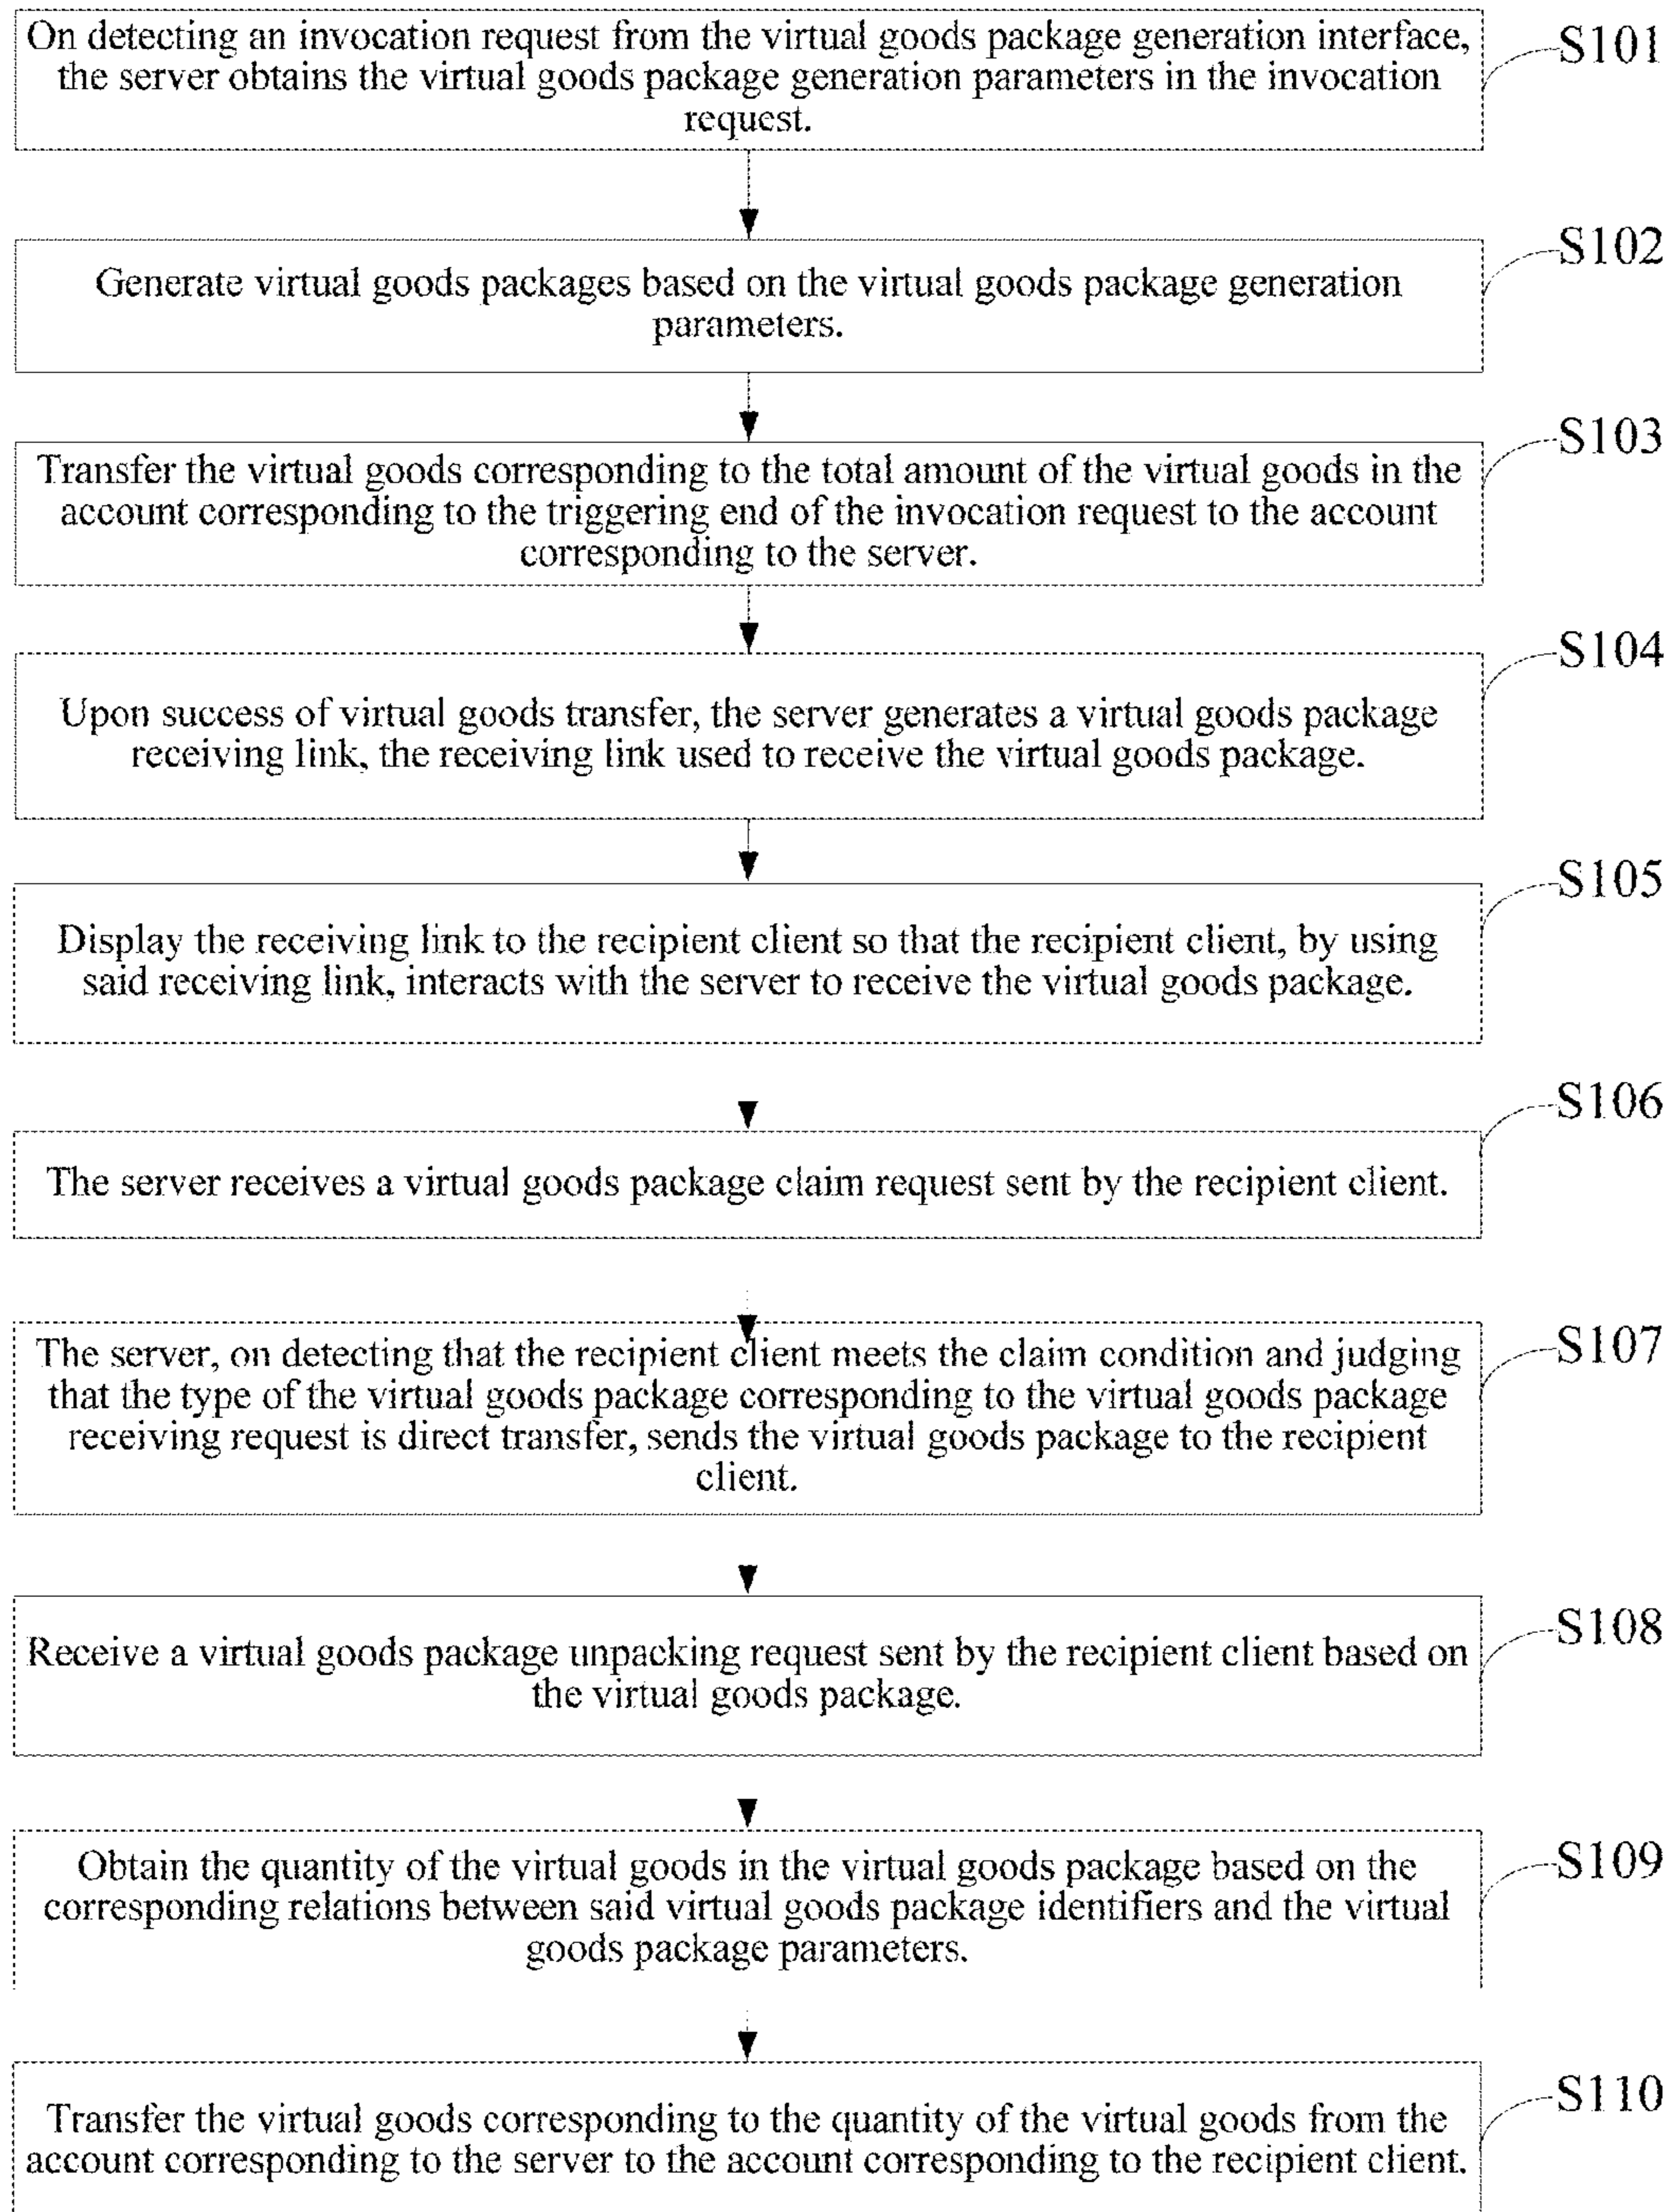 On detecting an invocation request from the virtual goods package generation interface,
the server obtains the virtual goods package generation parameters in the invocation
request.
S101
Generate virtual goods packages based on the virtual goods package generation
parameters.
S102
Transfer the virtual goods corresponding to the total amount of the virtual goods in the
account corresponding to the triggering end of the invocation request to the account
corresponding to the server.
S103
Upon success of virtual goods transfer, the server generates a virtual goods package
receiving link, the receiving link used to receive the virtual goods package.
S104
Display the receiving link to the recipient client so that the recipient client, by using
said receiving link, interacts with the server to receive the virtual goods package.
S105
The server receives a virtual goods package claim request sent by the recipient client.
S106
The server, on detecting that the recipient client meets the claim condition and judging
that the type of the virtual goods package corresponding to the virtual goods package
receiving request is direct transfer, sends the virtual goods package to the recipient
client.
S107
Receive a virtual goods package unpacking request sent by the recipient client based on
the virtual goods package.
S108
Obtain the quantity of the virtual goods in the virtual goods package based on the
corresponding relations between said virtual goods package identifiers and the virtual
goods package parameters.
S109
Transfer the virtual goods corresponding to the quantity of the virtual goods from the
account corresponding to the server to the account corresponding to the recipient client.
S110